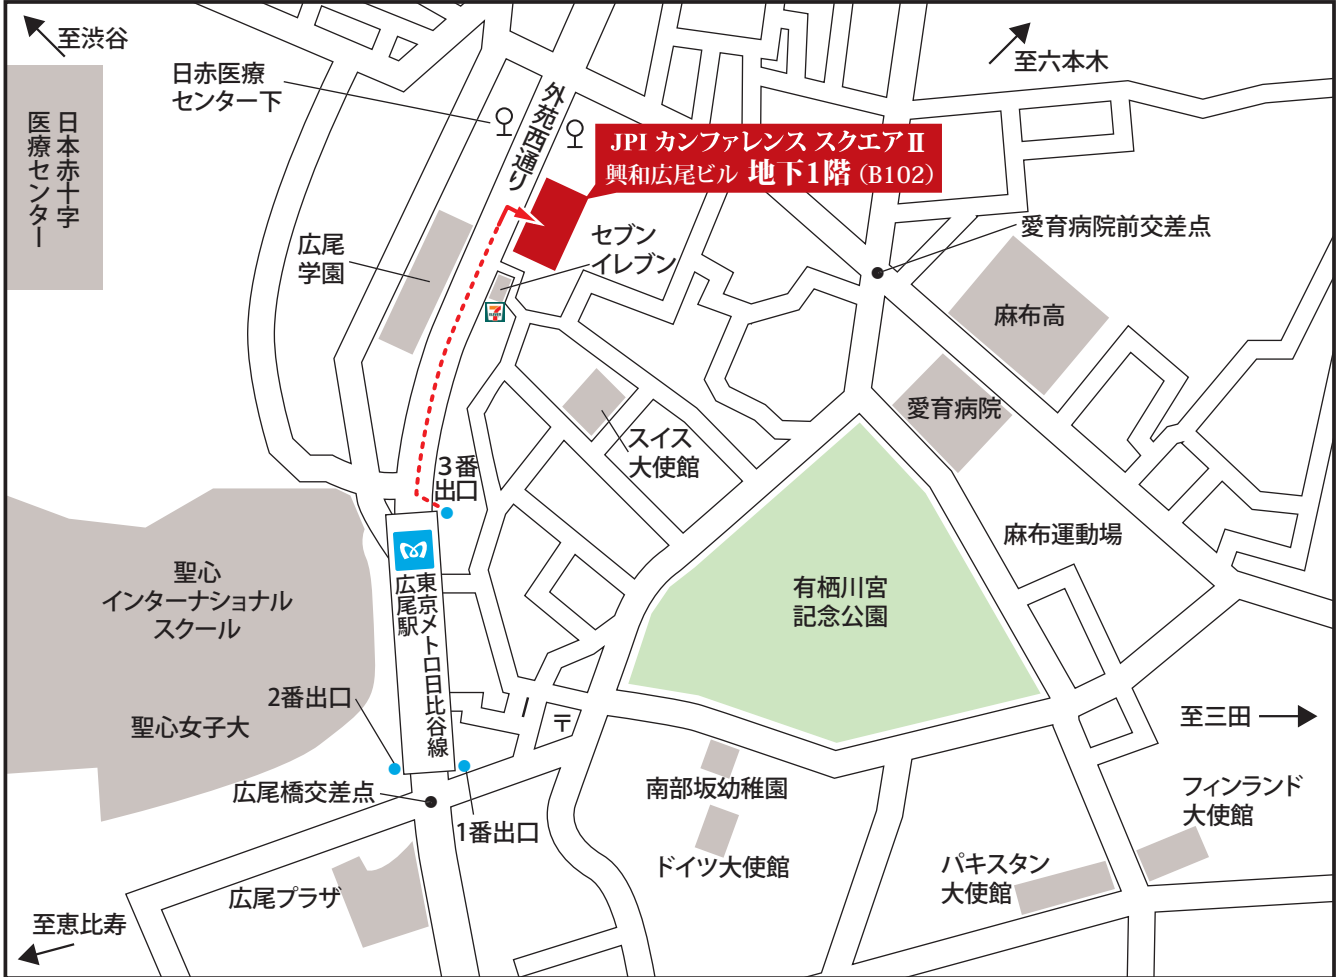 至渋谷
日赤医療
センター下
外苑西通り
至六本木
日本赤十字
医療センター
JPI カンファレンス スクエアⅡ
興和広尾ビル 地下1階 (B102)
広尾
学園
セブン
イレブン
愛育病院前交差点
麻布高
愛育病院
スイス
大使館
3番
出口
麻布運動場
聖心
インターナショナル
スクール
東京メトロ日比谷線
広尾駅
有栖川宮
記念公園
2番出口
聖心女子大
〒
至三田
広尾橋交差点
1番出口
南部坂幼稚園
ドイツ大使館
フィンランド
大使館
パキスタン
大使館
広尾プラザ
至恵比寿